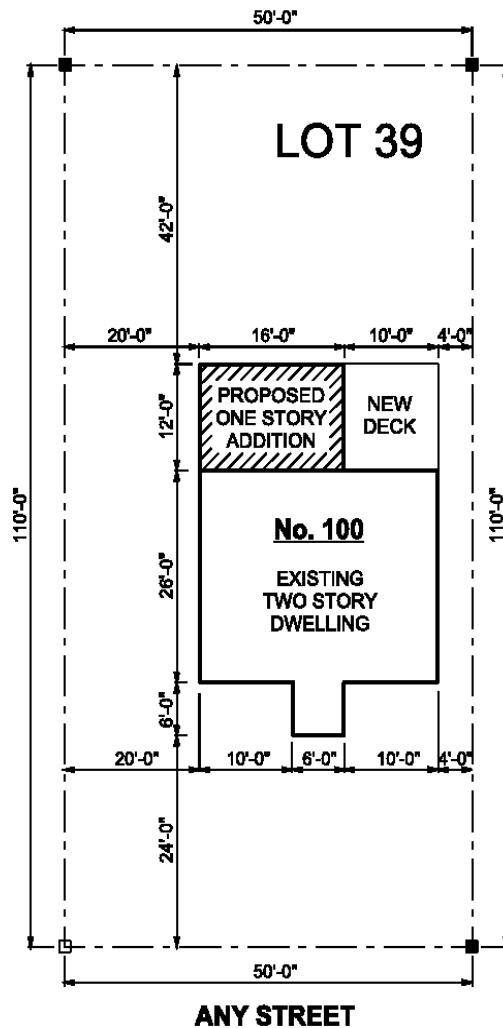 50'-0"
LOT 39
42'-0"
20'-0" 16'-0" 10'-0" 4'-0"
12'-0"
PROPOSED
ONE STORY
ADDITION
NEW
DECK
110'-0"
110'-0"
No. 100
26'-0"
EXISTING
TWO STORY
DWELLING
6'-0"
20'-0" 10'-0" 6'-0" 10'-0" 4'-0"
24'-0"
50'-0"
ANY STREET